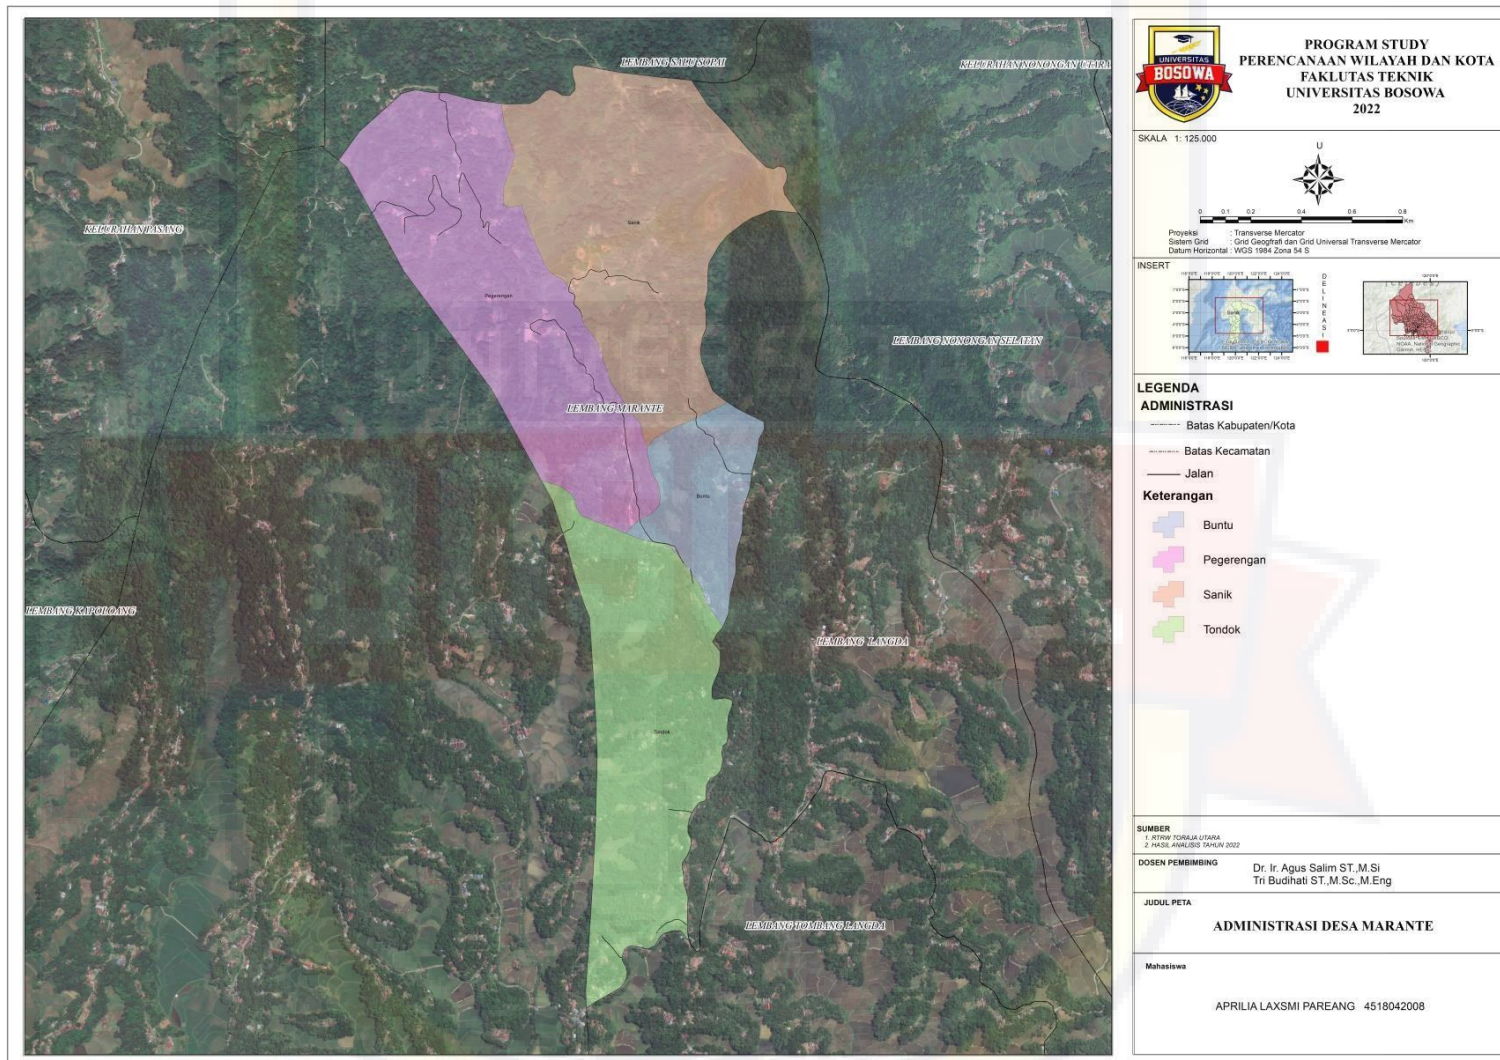 LEMBANG SALU SOPAI
KELURAHAN NONONGAN UTARA
KELURAHAN PASANG
Sanik
Pegerengan
LEMBANG NONONGAN SELATAN
LEMBANG MARANTE
Buntu
LEMBANG KAPOLOANG
LEMBANG LANGDA
Tondok
LEMBANG TOMBANG LANGDA
UNIVERSITAS
BOSOWA
PROGRAM STUDY
PERENCANAAN WILAYAH DAN KOTA
FAKLUTAS TEKNIK
UNIVERSITAS BOSOWA
2022
SKALA 1: 125.000
U
0 0.1 0.2 0.4 0.6 0.8
Km
Proyeksi : Transverse Mercator
Sistem Grid : Grid Geogfrafi dan Grid Universal Transverse Mercator
Datum Horizontal : WGS 1984 Zona 54 S
INSERT
DELINEASI
LEGENDA
ADMINISTRASI
Batas Kabupaten/Kota
Batas Kecamatan
Jalan
Keterangan
Buntu
Pegerengan
Sanik
Tondok
SUMBER
1. RTRW TORAJA UTARA
2. HASIL ANALISIS TAHUN 2022
DOSEN PEMBIMBING
Dr. Ir. Agus Salim ST.,M.Si
Tri Budihati ST.,M.Sc.,M.Eng
JUDUL PETA
ADMINISTRASI DESA MARANTE
Mahasiswa
APRILIA LAXSMI PAREANG 4518042008